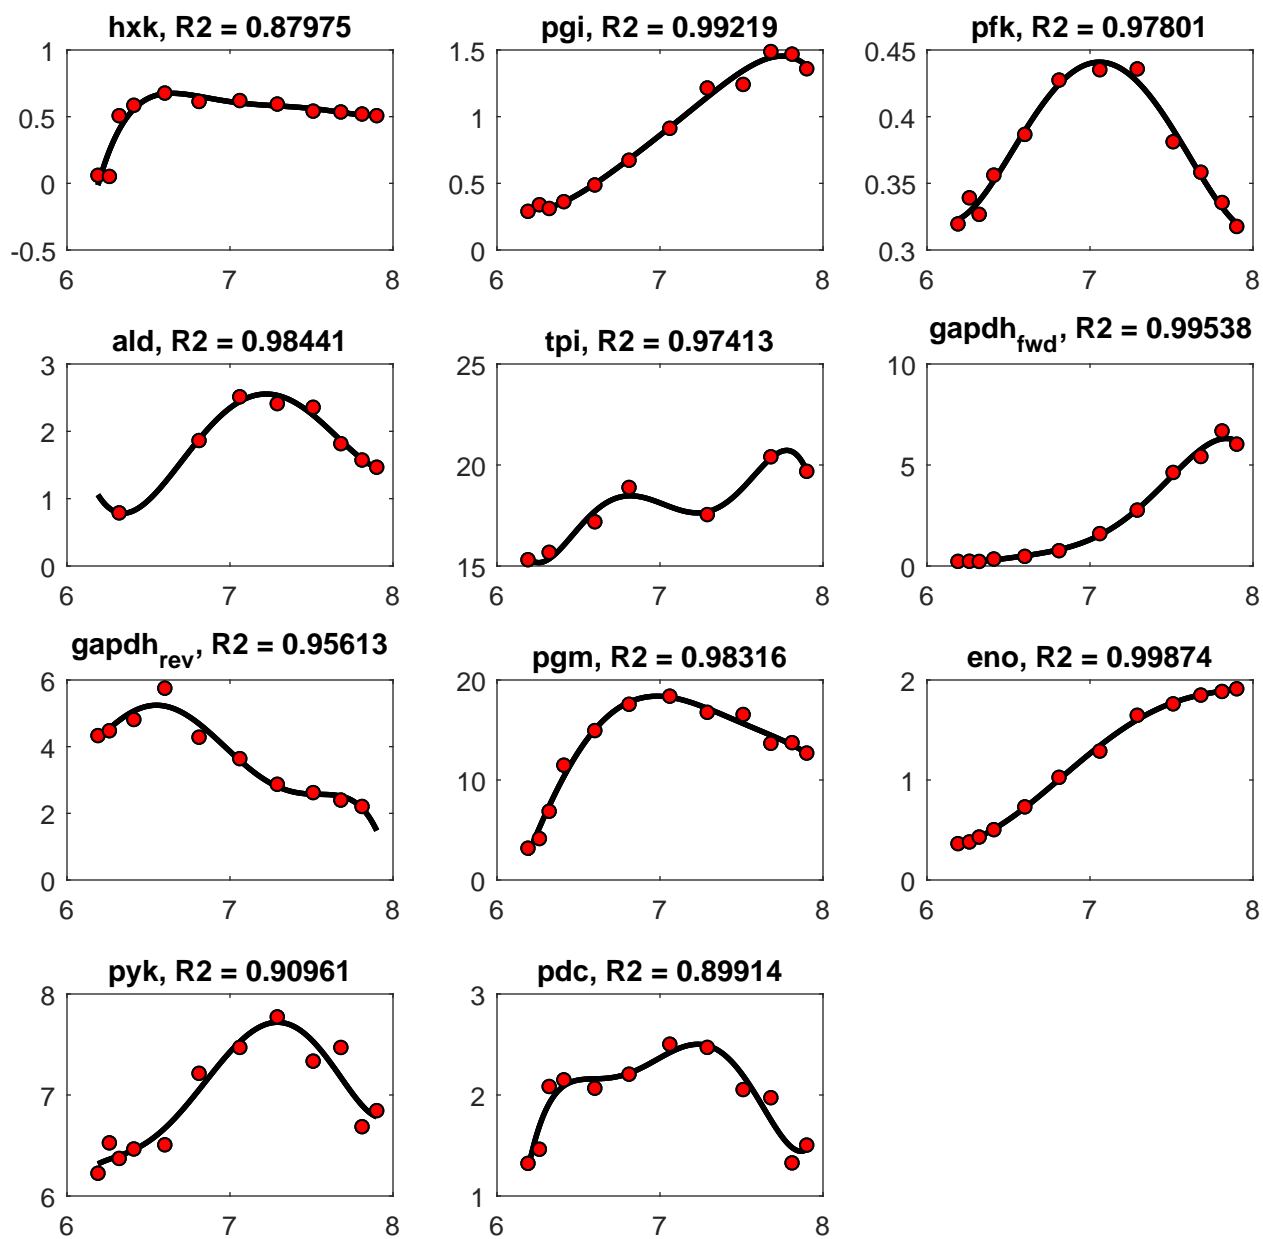 hxk, R2 = 0.87975
1
0.5
0
-0.5
6 7 8
pgi, R2 = 0.99219
1.5
1
0.5
0
6 7 8
pfk, R2 = 0.97801
0.45
0.4
0.35
0.3
6 7 8
ald, R2 = 0.98441
3
2
1
0
6 7 8
tpi, R2 = 0.97413
25
20
15
6 7 8
gapdh_fwd, R2 = 0.99538
10
5
0
6 7 8
gapdh_rev, R2 = 0.95613
6
4
2
0
6 7 8
pgm, R2 = 0.98316
20
10
0
6 7 8
eno, R2 = 0.99874
2
1
0
6 7 8
pyk, R2 = 0.90961
8
7
6
6 7 8
pdc, R2 = 0.89914
3
2
1
6 7 8